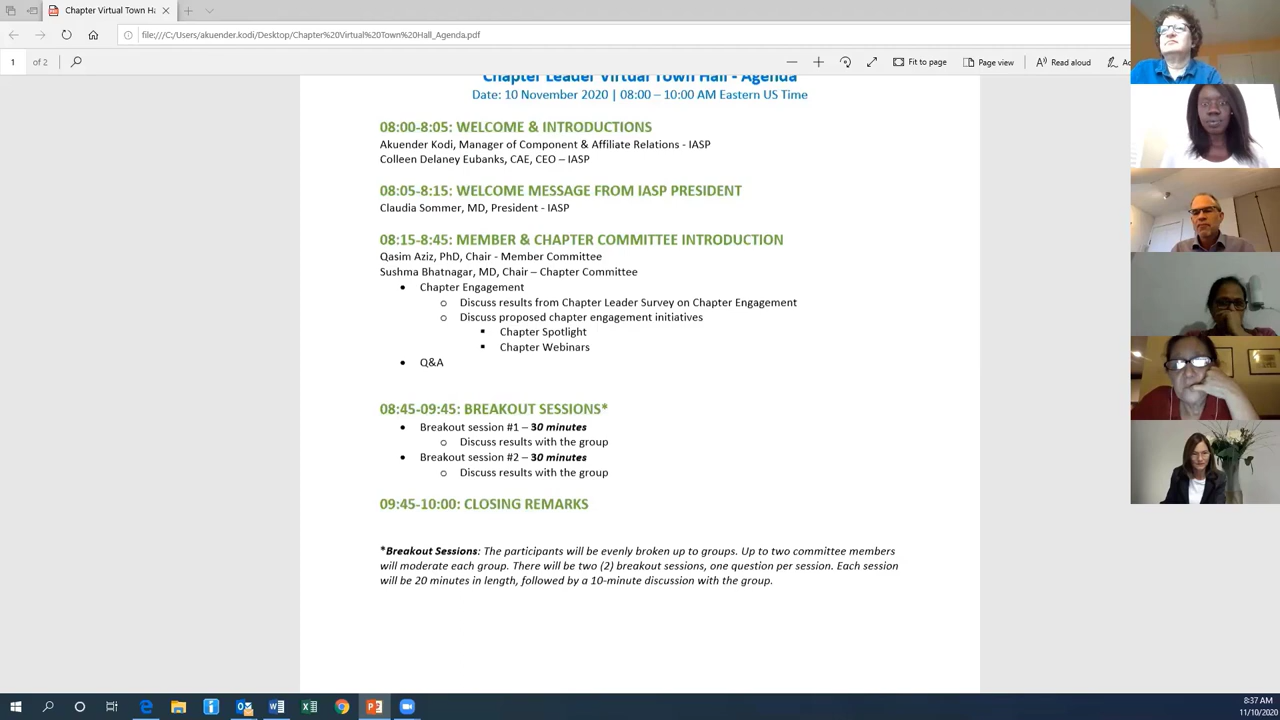 Chapter Virtual Town Ha
file:///C:/Users/akuender.kodi/Desktop/Chapter%20Virtual%20Town%20Hall_Agenda.pdf
1 of 2
Fit to page
Page view
Read aloud
Chapter Leader Virtual Town Hall - Agenda
Date: 10 November 2020 | 08:00 – 10:00 AM Eastern US Time
08:00-8:05: WELCOME & INTRODUCTIONS
Akuender Kodi, Manager of Component & Affiliate Relations - IASP
Colleen Delaney Eubanks, CAE, CEO – IASP
08:05-8:15: WELCOME MESSAGE FROM IASP PRESIDENT
Claudia Sommer, MD, President - IASP
08:15-8:45: MEMBER & CHAPTER COMMITTEE INTRODUCTION
Qasim Aziz, PhD, Chair - Member Committee
Sushma Bhatnagar, MD, Chair – Chapter Committee
• Chapter Engagement
o Discuss results from Chapter Leader Survey on Chapter Engagement
o Discuss proposed chapter engagement initiatives
▪ Chapter Spotlight
▪ Chapter Webinars
• Q&A
08:45-09:45: BREAKOUT SESSIONS*
• Breakout session #1 – 30 minutes
o Discuss results with the group
• Breakout session #2 – 30 minutes
o Discuss results with the group
09:45-10:00: CLOSING REMARKS
*Breakout Sessions: The participants will be evenly broken up to groups. Up to two committee members
will moderate each group. There will be two (2) breakout sessions, one question per session. Each session
will be 20 minutes in length, followed by a 10-minute discussion with the group.
8:37 AM
11/10/2020